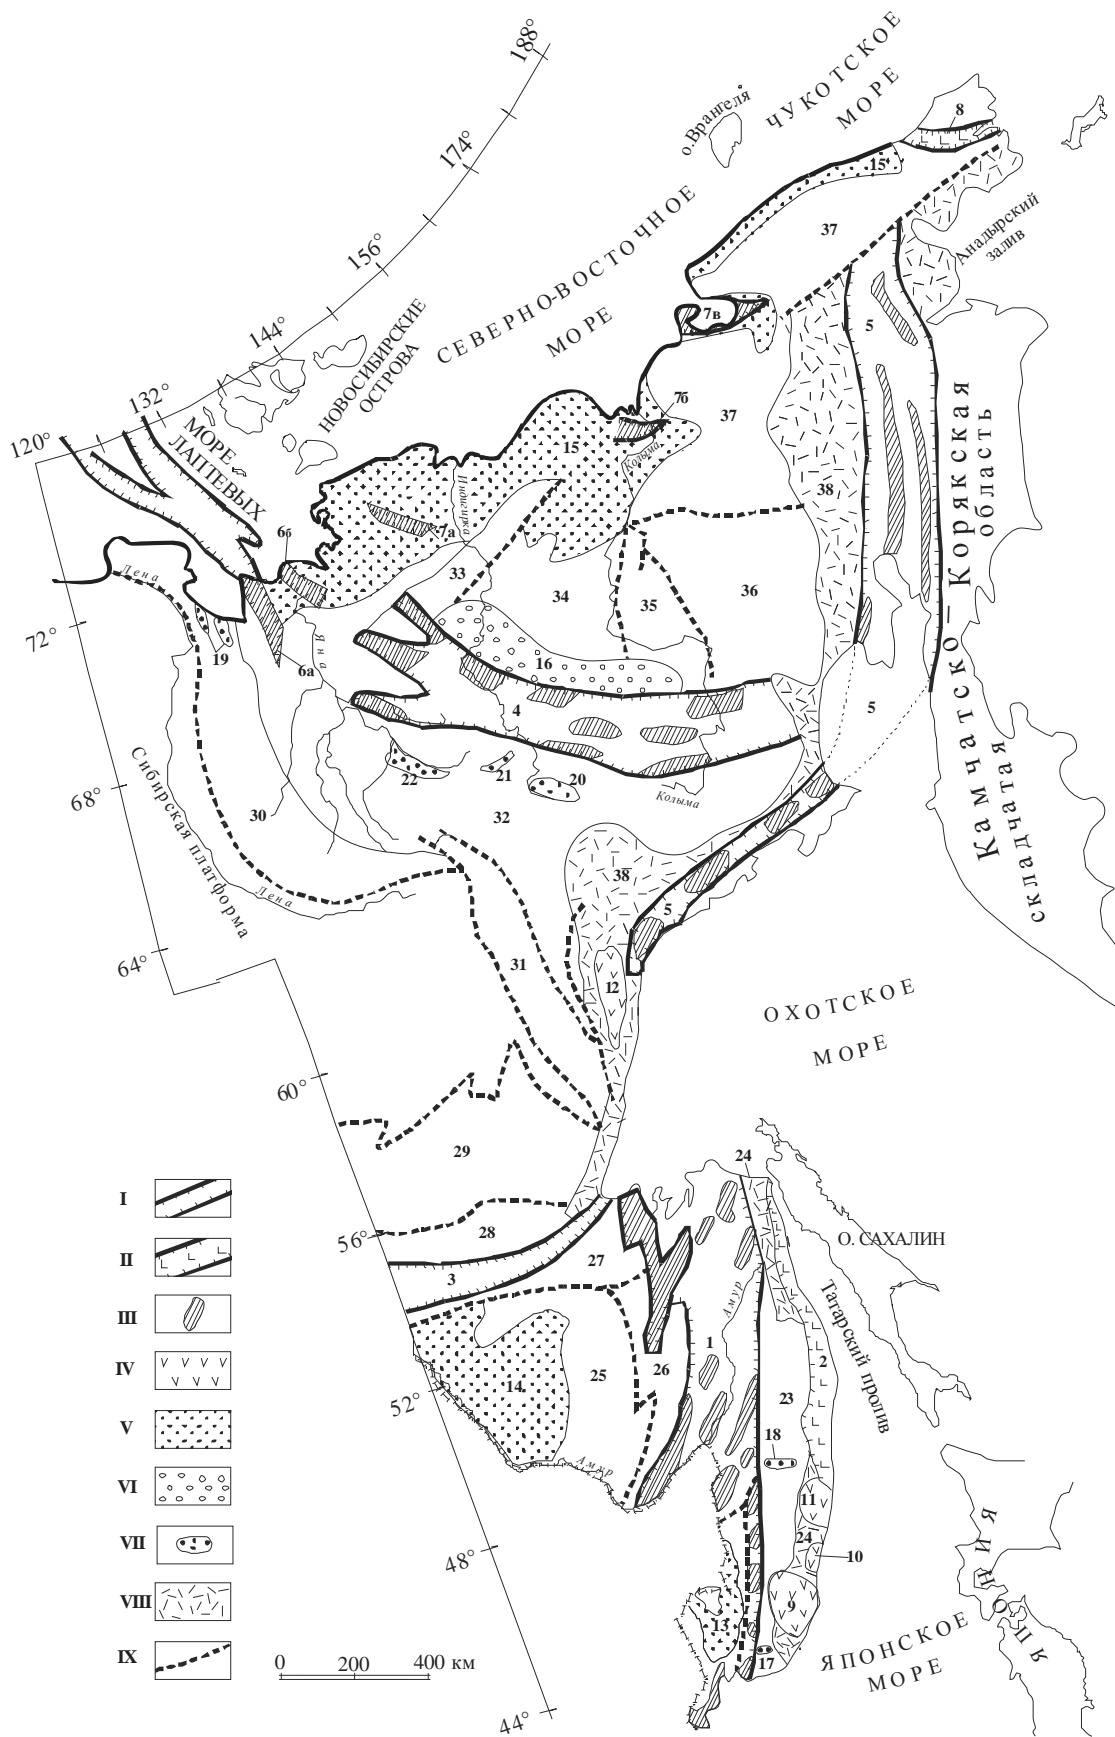 188°
174°
156°
144°
132°
120°
72°
68°
64°
60°
56°
52°
48°
44°
ЧУКОТСКОЕ
МОРЕ
о.Врангеля
СЕВЕРНО-ВОСТОЧНОЕ
МОРЕ
НОВОСИБИРСКИЕ
ОСТРОВА
МОРЕ
ЛАПТЕВЫХ
Анадырский
залив
8
15
37
7в
5
7б
37
15
Колыма
Индигирка
38
7а
6б
33
34
35
36
Лена
19
6а
Яна
16
4
5
22
21
20
Колыма
32
30
Сибирская платформа
Лена
38
5
31
12
Камчатско – Корякская
складчатая
область
ОХОТСКОЕ
МОРЕ
29
24
28
27
3
О. САХАЛИН
Татарский пролив
Амур
1
2
26
25
14
23
18
Амур
11
24
10
9
13
17
ЯПОНСКОЕ
МОРЕ
ЯПОНИЯ
I
II
III
IV
V
VI
VII
VIII
IX
0 200 400 км